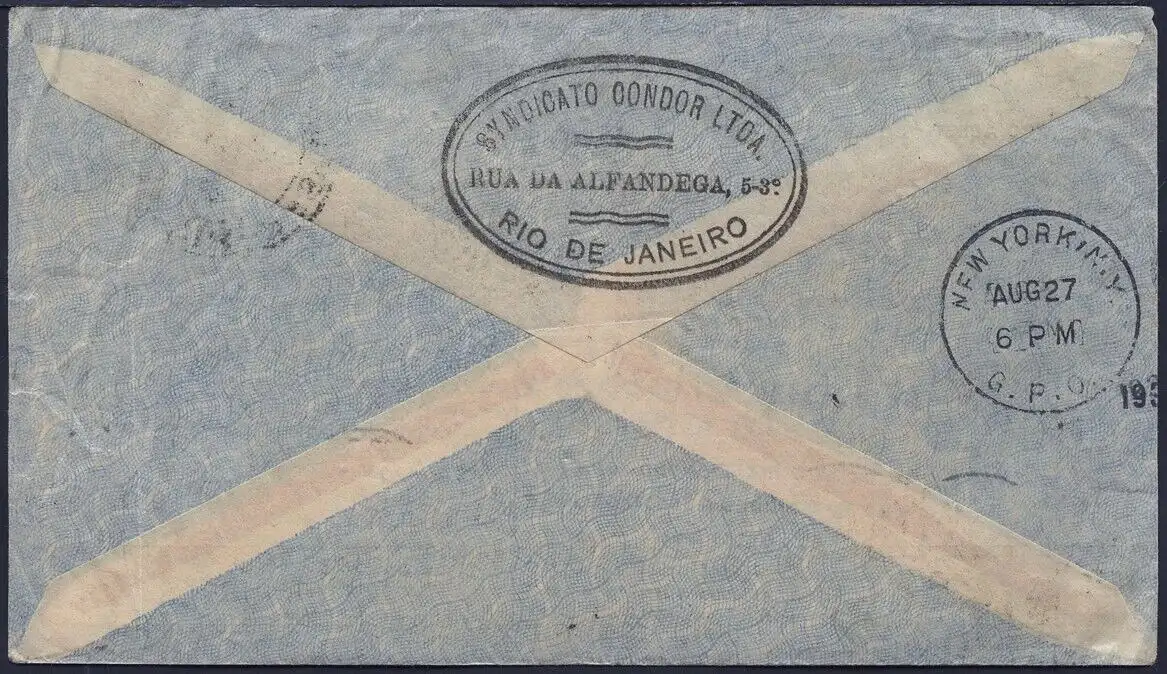 SYNDICATO CONDOR LTDA.
RUA DA ALFANDEGA, 5-3º
RIO DE JANEIRO
NEW YORK, N.Y.
AUG 27
6 PM
G. P. O.
193